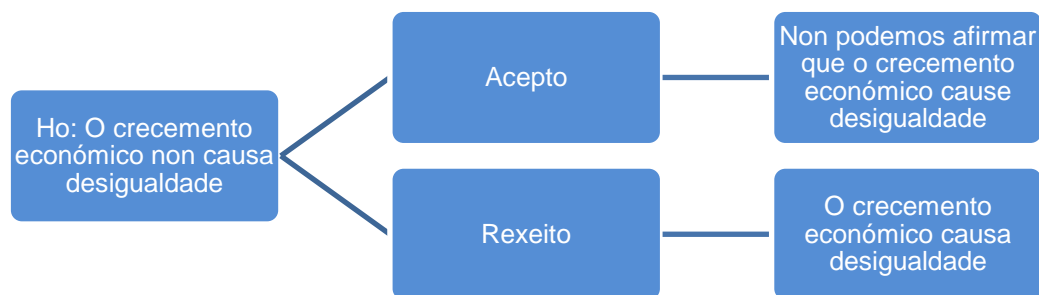 Ho: O crecemento
económico non causa
desigualdade
Acepto
Non podemos afirmar
que o crecemento
económico cause
desigualdade
Rexeito
O crecemento
económico causa
desigualdade